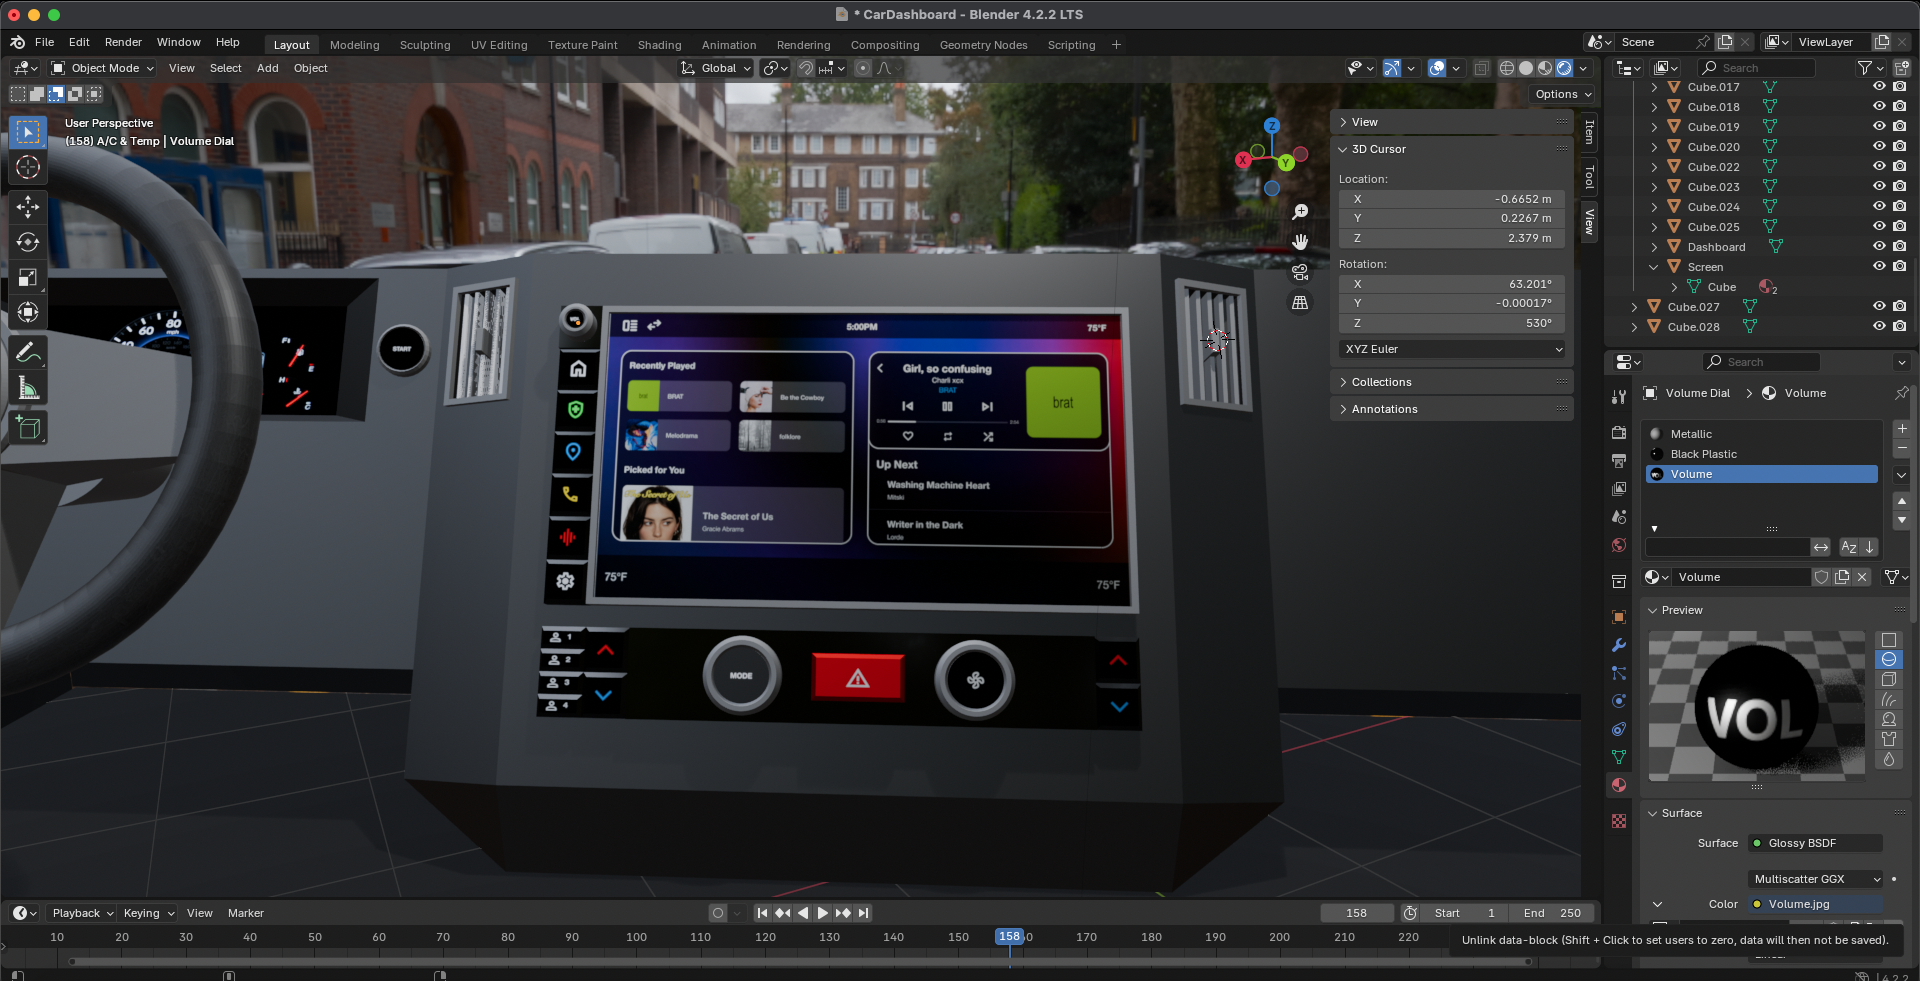 * CarDashboard - Blender 4.2.2 LTS
File Edit Render Window Help
Layout Modeling Sculpting UV Editing Texture Paint Shading Animation Rendering Compositing Geometry Nodes Scripting +
Scene
ViewLayer
Object Mode View Select Add Object
Global
Search
Options
User Perspective
(158) A/C & Temp | Volume Dial
Z
X
Y
View
3D Cursor
Location:
X -0.6652 m
Y 0.2267 m
Z 2.379 m
Rotation:
X 63.201°
Y -0.00017°
Z 530°
XYZ Euler
Collections
Annotations
Item
Tool
View
Cube.017
Cube.018
Cube.019
Cube.020
Cube.022
Cube.023
Cube.024
Cube.025
Dashboard
Screen
Cube 2
Cube.027
Cube.028
Search
Volume Dial > Volume
Metallic
Black Plastic
Volume
Volume
Preview
VOL
Surface
Surface Glossy BSDF
Multiscatter GGX
Color Volume.jpg
60 80
F
E
H
START
5:00PM
75°F
Recently Played
brat BRAT
Be the Cowboy
Melodrama
folklore
Picked for You
The Secret of Us
Gracie Abrams
Girl, so confusing
Charli xcx
BRAT
brat
Up Next
Washing Machine Heart
Mitski
Writer in the Dark
Lorde
75°F
75°F
1
2
3
4
MODE
Playback Keying View Marker
158
Start 1
End 250
10 20 30 40 50 60 70 80 90 100 110 120 130 140 150 158 170 180 190 200 210 220
Unlink data-block (Shift + Click to set users to zero, data will then not be saved).
4.2.2